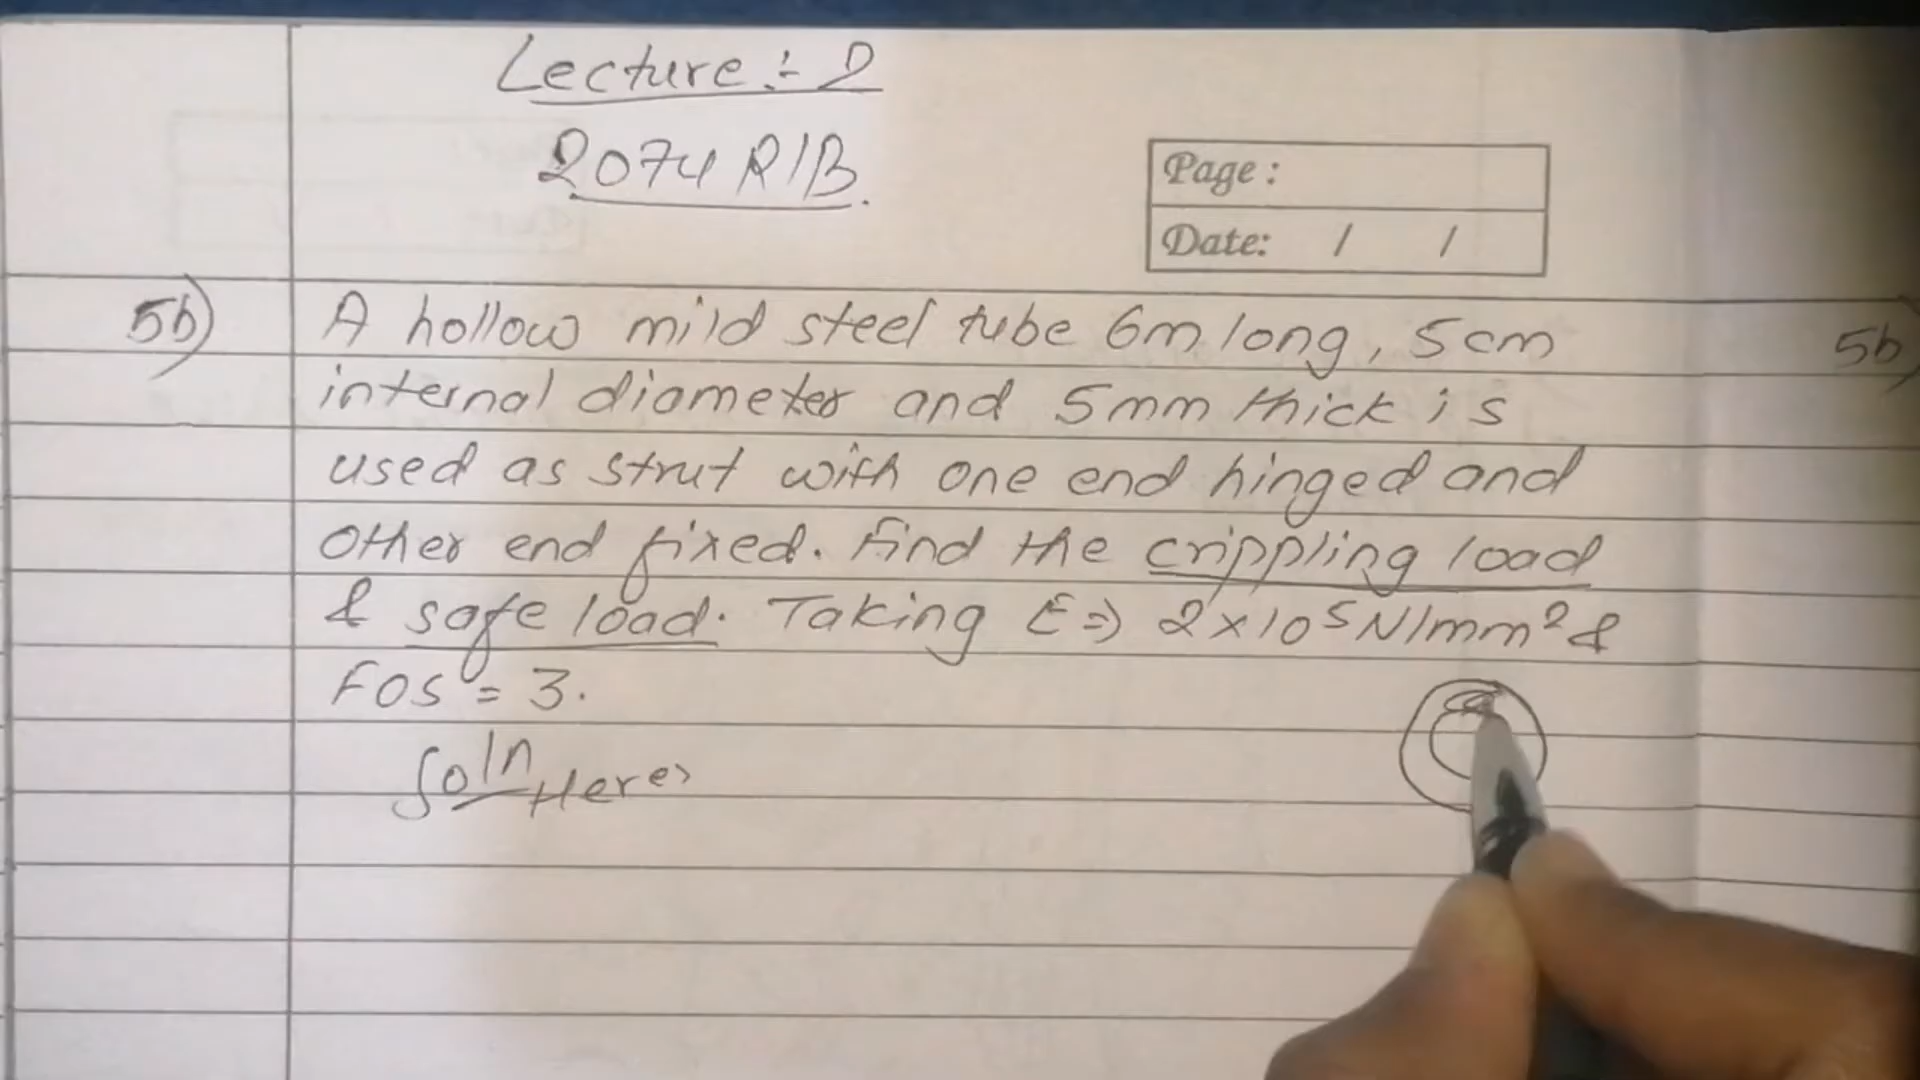 Lecture :- 2
2074 R/B.
Page :
Date: / /
5b) A hollow mild steel tube 6m long, 5cm
internal diameter and 5mm thick is
used as strut with one end hinged and
other end fixed. Find the crippling load
& safe load. Taking E => 2×10⁵ N/mm² &
FOS = 3.
Soln Here,
5b)